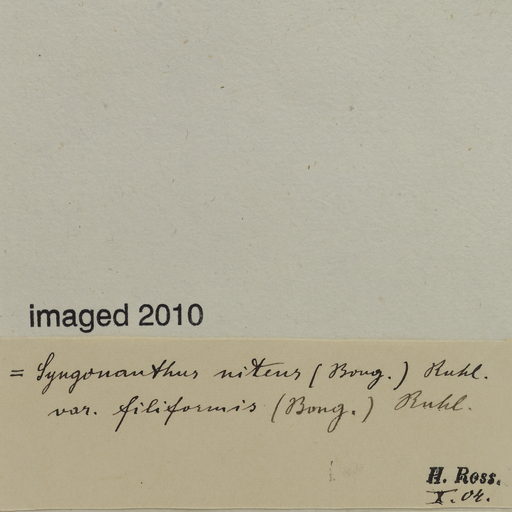 imaged 2010
= Syngonanthus nitens (Bong.) Ruhl.
var. filiformis (Bong.) Ruhl.
H. Ross.
X. 04.